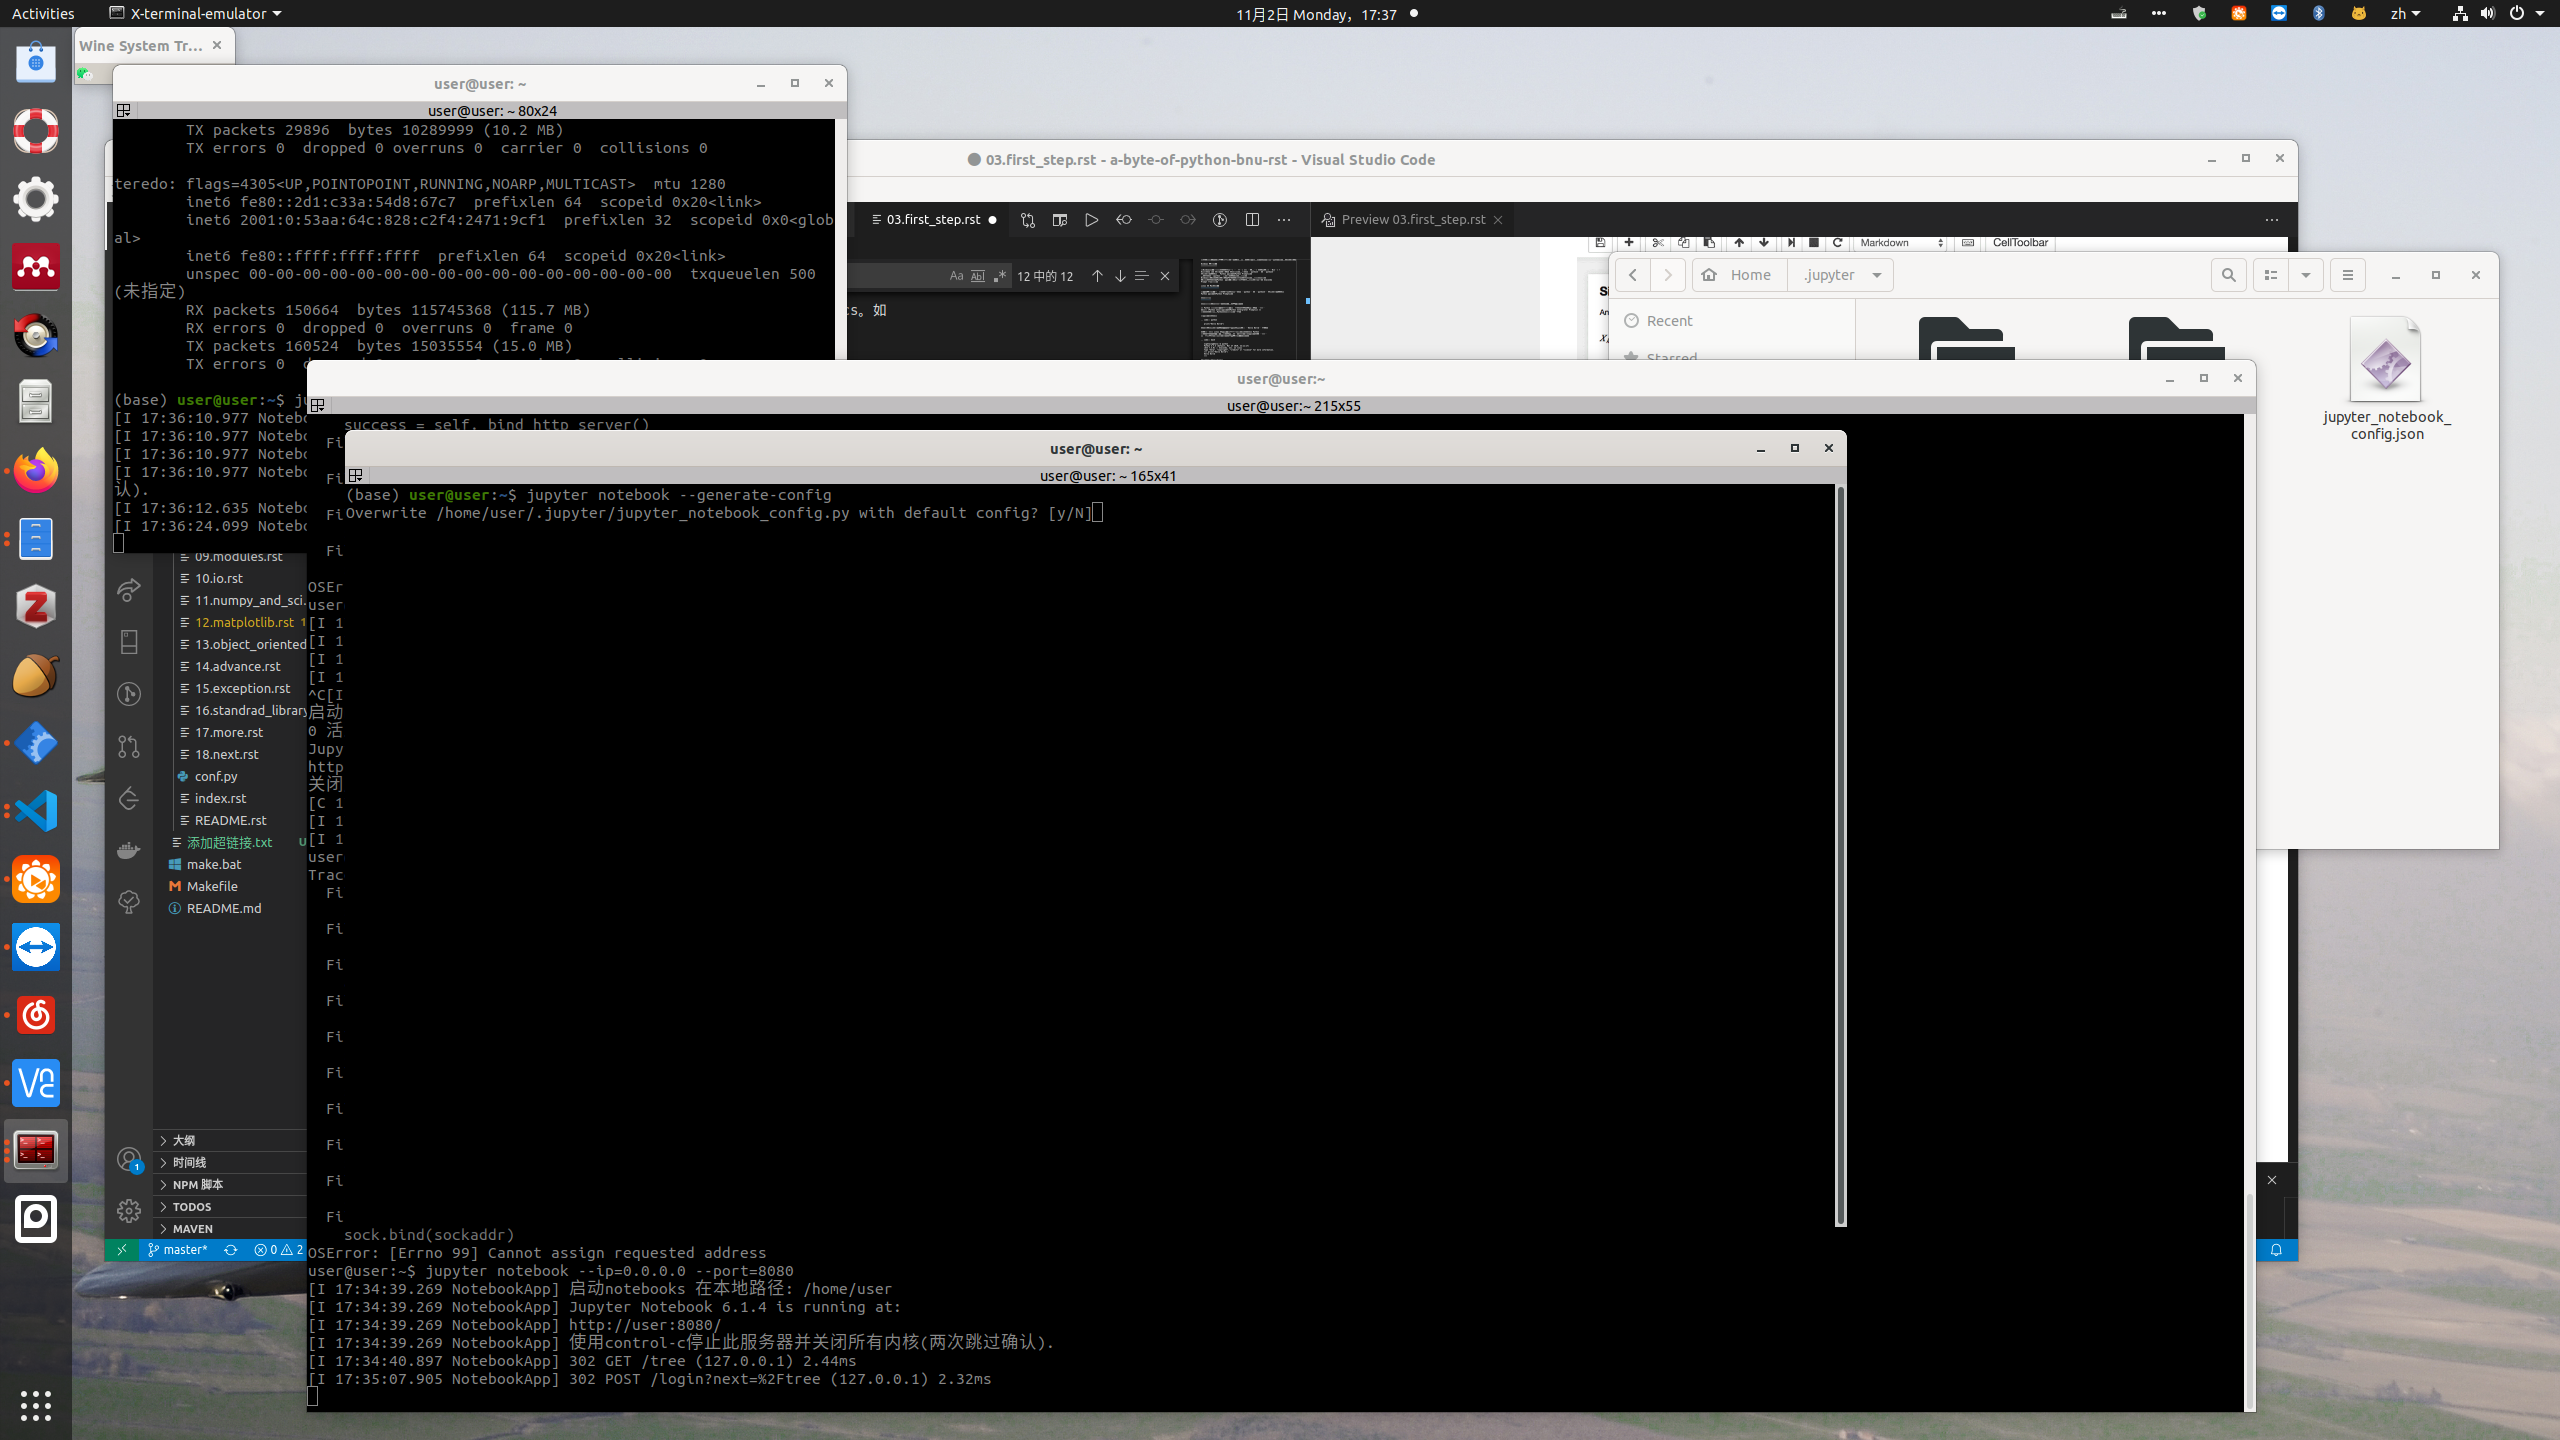 Activities
X-terminal-emulator
11月2日 Monday，17:37
zh
Wine System Tr...
user@user: ~
user@user: ~ 80x24
TX packets 29896  bytes 10289999 (10.2 MB)
TX errors 0  dropped 0 overruns 0  carrier 0  collisions 0
teredo: flags=4305<UP,POINTOPOINT,RUNNING,NOARP,MULTICAST>  mtu 1280
inet6 fe80::2d1:c33a:54d8:67c7  prefixlen 64  scopeid 0x20<link>
inet6 2001:0:53aa:64c:828:c2f4:2471:9cf1  prefixlen 32  scopeid 0x0<glob
al>
inet6 fe80::ffff:ffff:ffff  prefixlen 64  scopeid 0x20<link>
unspec 00-00-00-00-00-00-00-00-00-00-00-00-00-00-00-00  txqueuelen 500
(未指定)
RX packets 150664  bytes 115745368 (115.7 MB)
RX errors 0  dropped 0  overruns 0  frame 0
TX packets 160524  bytes 15035554 (15.0 MB)
TX errors 0
(base) user@user:~$ ju
[I 17:36:10.977 Notebo
[I 17:36:10.977 Notebo
[I 17:36:10.977 Notebo
[I 17:36:10.977 Notebo
认).
[I 17:36:12.635 Notebo
[I 17:36:24.099 Notebo
03.first_step.rst - a-byte-of-python-bnu-rst - Visual Studio Code
03.first_step.rst
Preview 03.first_step.rst
Aa
12 中的 12
s。如
Markdown
CellToolbar
Home
.jupyter
Recent
Starred
jupyter_notebook_
config.json
09.modules.rst
10.io.rst
11.numpy_and_sci.
12.matplotlib.rst 1
13.object_oriented
14.advance.rst
15.exception.rst
16.standrad_library
17.more.rst
18.next.rst
conf.py
index.rst
README.rst
添加超链接.txt U
make.bat
Makefile
README.md
大纲
时间线
NPM 脚本
TODOS
MAVEN
1
master*
0
2
user@user:~
user@user:~ 215x55
success = self._bind_http_server()
Fi
Fi
Fi
Fi
OSEr
user
[I 1
[I 1
[I 1
[I 1
^C[I
启动
0 活
Jupy
http
关闭
[C 1
[I 1
[I 1
user
Trac
Fi
Fi
Fi
Fi
Fi
Fi
Fi
Fi
Fi
Fi
sock.bind(sockaddr)
OSError: [Errno 99] Cannot assign requested address
user@user:~$ jupyter notebook --ip=0.0.0.0 --port=8080
[I 17:34:39.269 NotebookApp] 启动notebooks 在本地路径: /home/user
[I 17:34:39.269 NotebookApp] Jupyter Notebook 6.1.4 is running at:
[I 17:34:39.269 NotebookApp] http://user:8080/
[I 17:34:39.269 NotebookApp] 使用control-c停止此服务器并关闭所有内核(两次跳过确认).
[I 17:34:40.897 NotebookApp] 302 GET /tree (127.0.0.1) 2.44ms
[I 17:35:07.905 NotebookApp] 302 POST /login?next=%2Ftree (127.0.0.1) 2.32ms
user@user: ~
user@user: ~ 165x41
(base) user@user:~$ jupyter notebook --generate-config
Overwrite /home/user/.jupyter/jupyter_notebook_config.py with default config? [y/N]